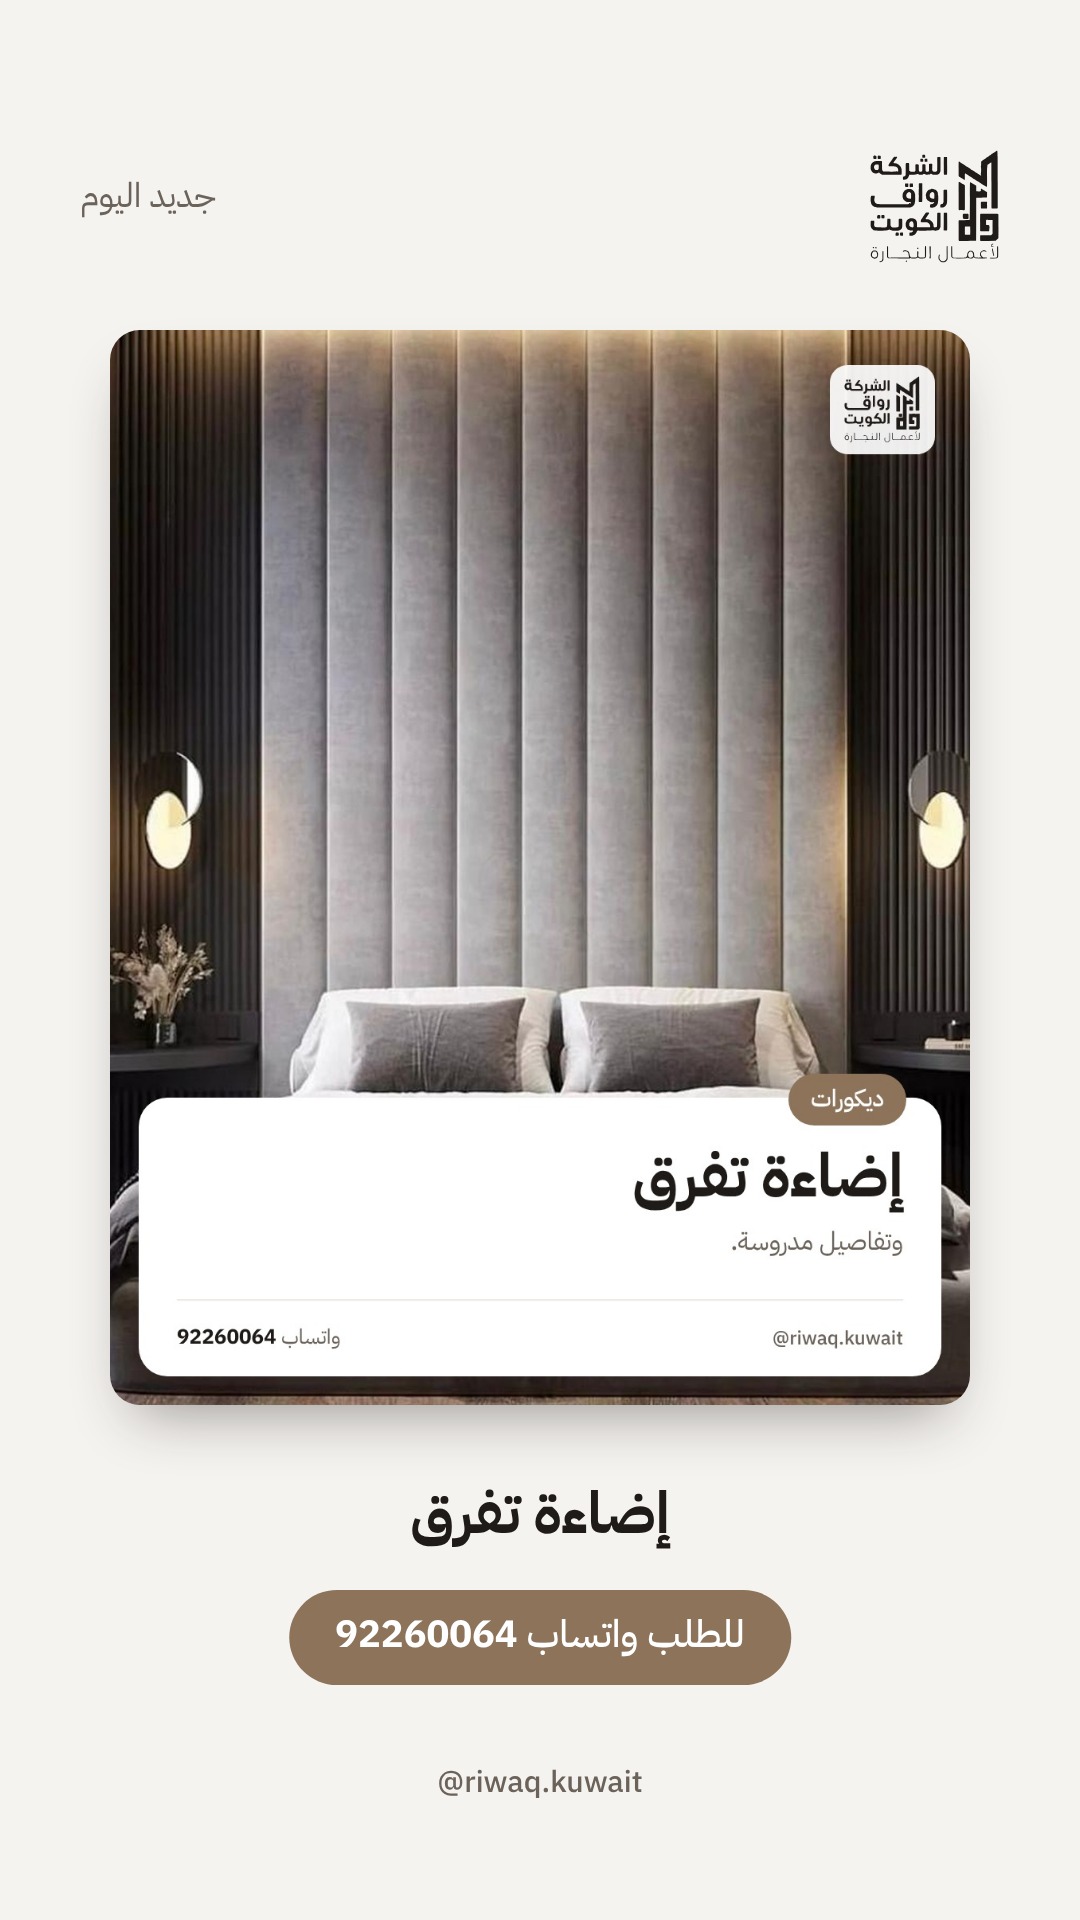 الشركة
رواق
الكويت
لأعمال النجارة
جديد اليوم
الشركة
رواق
الكويت
لأعمال النجارة
ديكورات
إضاءة تفرق
وتفاصيل مدروسة.
@riwaq.kuwait
واتساب 92260064
إضاءة تفرق
للطلب واتساب 92260064
@riwaq.kuwait